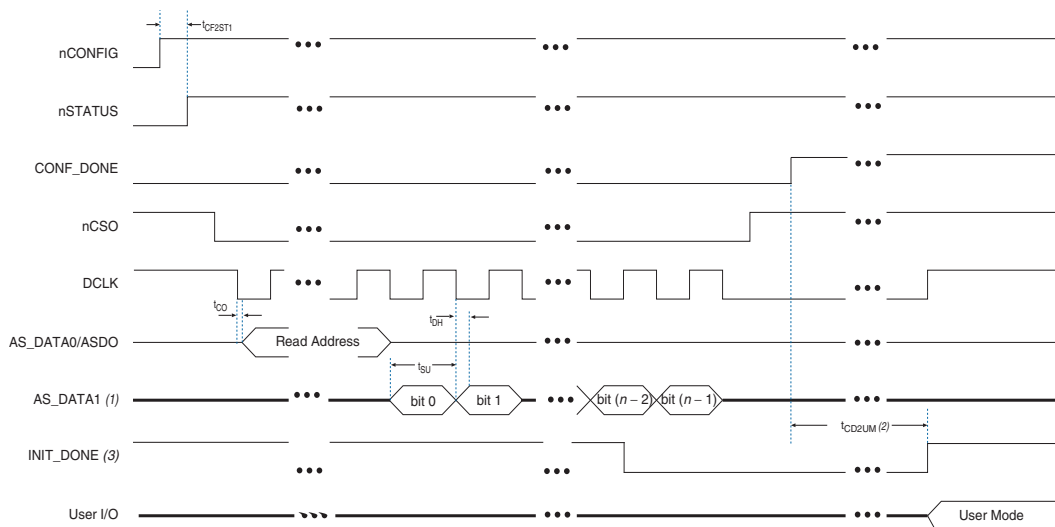 tCF2ST1
nCONFIG
nSTATUS
CONF_DONE
nCSO
DCLK
tCO
tDH
AS_DATA0/ASDO
Read Address
tSU
AS_DATA1 (1)
bit 0
bit 1
bit (n − 2)
bit (n − 1)
tCD2UM (2)
INIT_DONE (3)
User I/O
User Mode